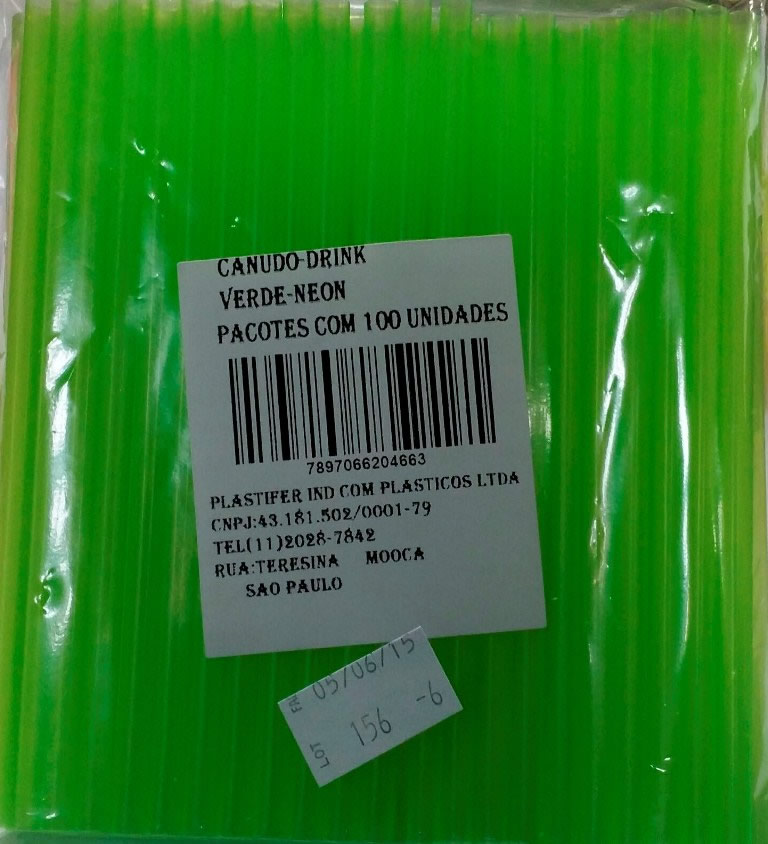 CANUDO-DRINK
VERDE-NEON
PACOTES COM 100 UNIDADES
7897066204663
PLASTIFER IND COM PLASTICOS LTDA
CNPJ:43.181.502/0001-79
TEL(11)2028-7842
RUA:TERESINA MOOCA
SAO PAULO
05/06/15
LOT 156 -6